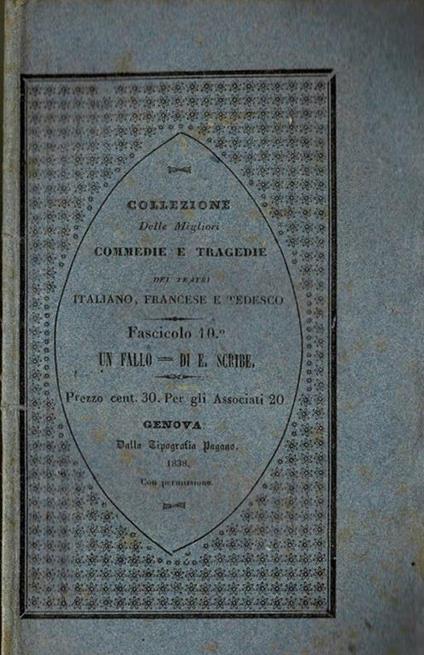 COLLEZIONE
Delle Migliori
COMMEDIE E TRAGEDIE
DEI TEATRI
ITALIANO, FRANCESE E TEDESCO
Fascicolo 10.º
UN FALLO = DI E. SCRIBE.
Prezzo cent. 30. Per gli Associati 20
GENOVA
Dalla Tipografia Pagano.
1838.
Con permissione.